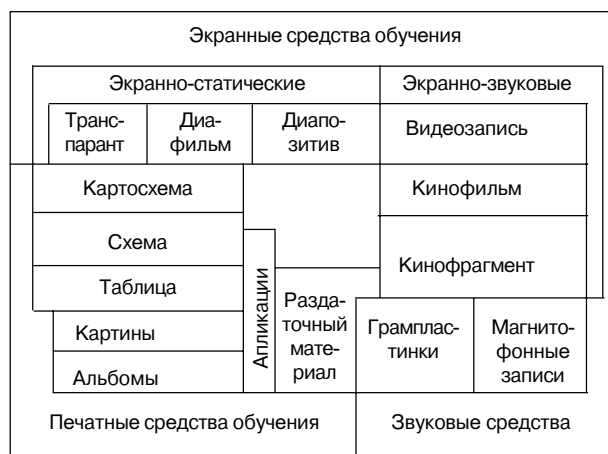 Экранные средства обучения
Экранно-статические
Экранно-звуковые
Транс-
парант
Диа-
фильм
Диапо-
зитив
Видеозапись
Картосхема
Кинофильм
Схема
Таблица
Апликации
Кинофрагмент
Картины
Альбомы
Разда-
точный
мате-
риал
Грамплас-
тинки
Магнито-
фонные
записи
Печатные средства обучения
Звуковые средства